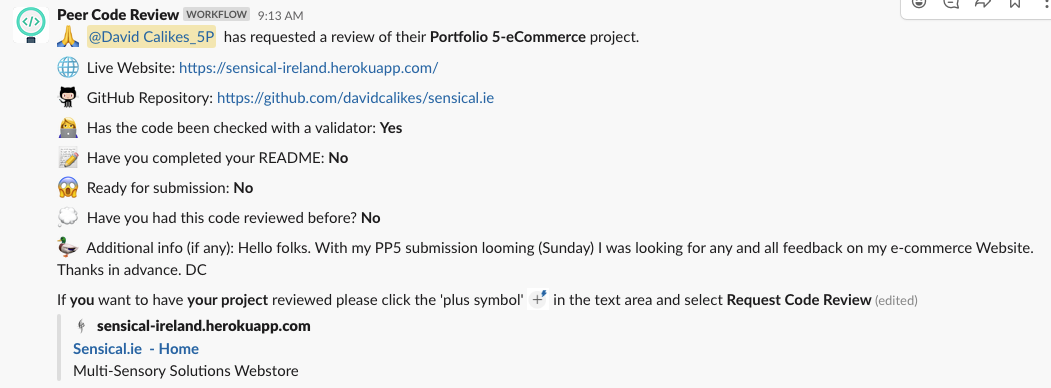 Peer Code Review WORKFLOW 9:13 AM
@David Calikes_5P has requested a review of their Portfolio 5-eCommerce project.
Live Website: https://sensical-ireland.herokuapp.com/
GitHub Repository: https://github.com/davidcalikes/sensical.ie
Has the code been checked with a validator: Yes
Have you completed your README: No
Ready for submission: No
Have you had this code reviewed before? No
Additional info (if any): Hello folks. With my PP5 submission looming (Sunday) I was looking for any and all feedback on my e-commerce Website.
Thanks in advance. DC
If you want to have your project reviewed please click the 'plus symbol' in the text area and select Request Code Review (edited)
sensical-ireland.herokuapp.com
Sensical.ie - Home
Multi-Sensory Solutions Webstore